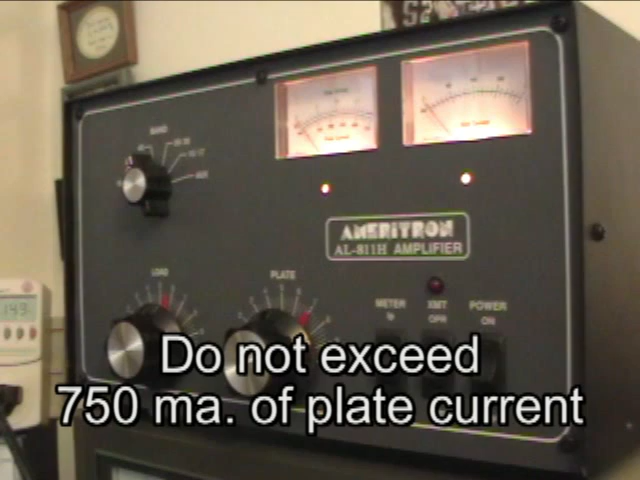 BAND
AMERITRON
AL-811H AMPLIFIER
LOAD
PLATE
METER
XMT
POWER
Ip
OPR
ON
Do not exceed
750 ma. of plate current